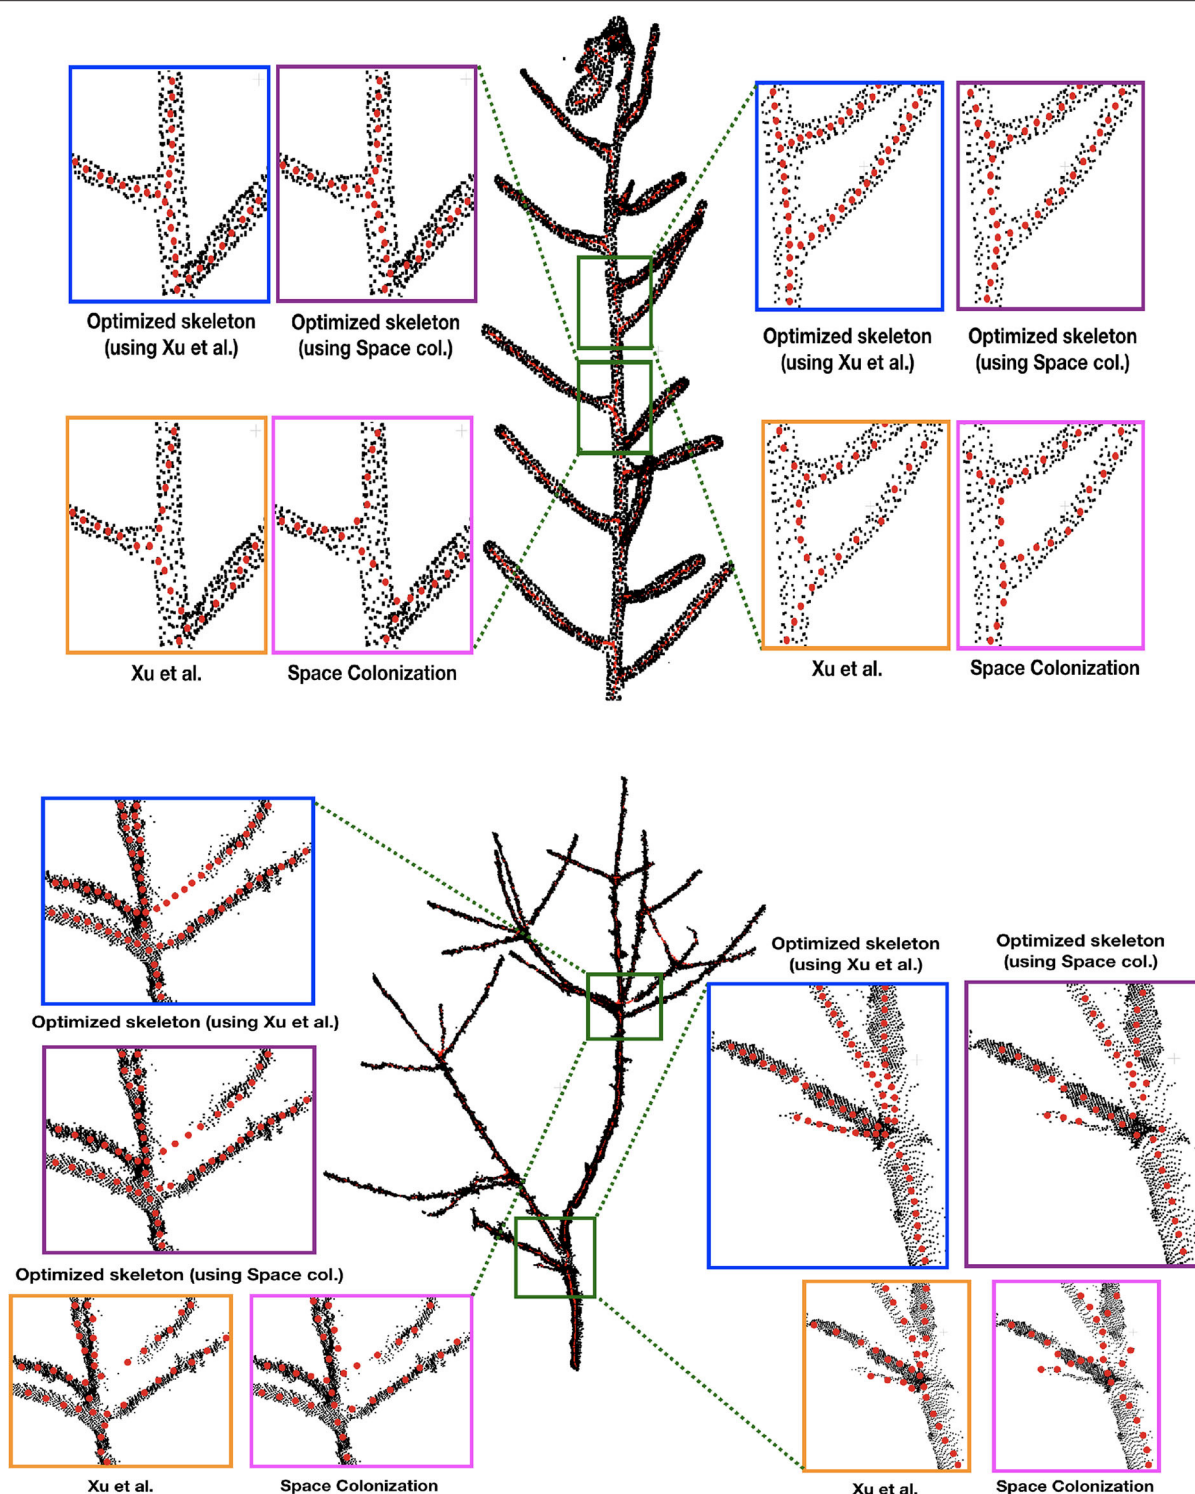 Optimized skeleton
(using Xu et al.)
Optimized skeleton
(using Space col.)
Optimized skeleton
(using Xu et al.)
Optimized skeleton
(using Space col.)
Xu et al.
Space Colonization
Xu et al.
Space Colonization
Optimized skeleton
(using Xu et al.)
Optimized skeleton
(using Space col.)
Optimized skeleton (using Xu et al.)
Optimized skeleton (using Space col.)
Xu et al.
Space Colonization
Xu et al.
Space Colonization